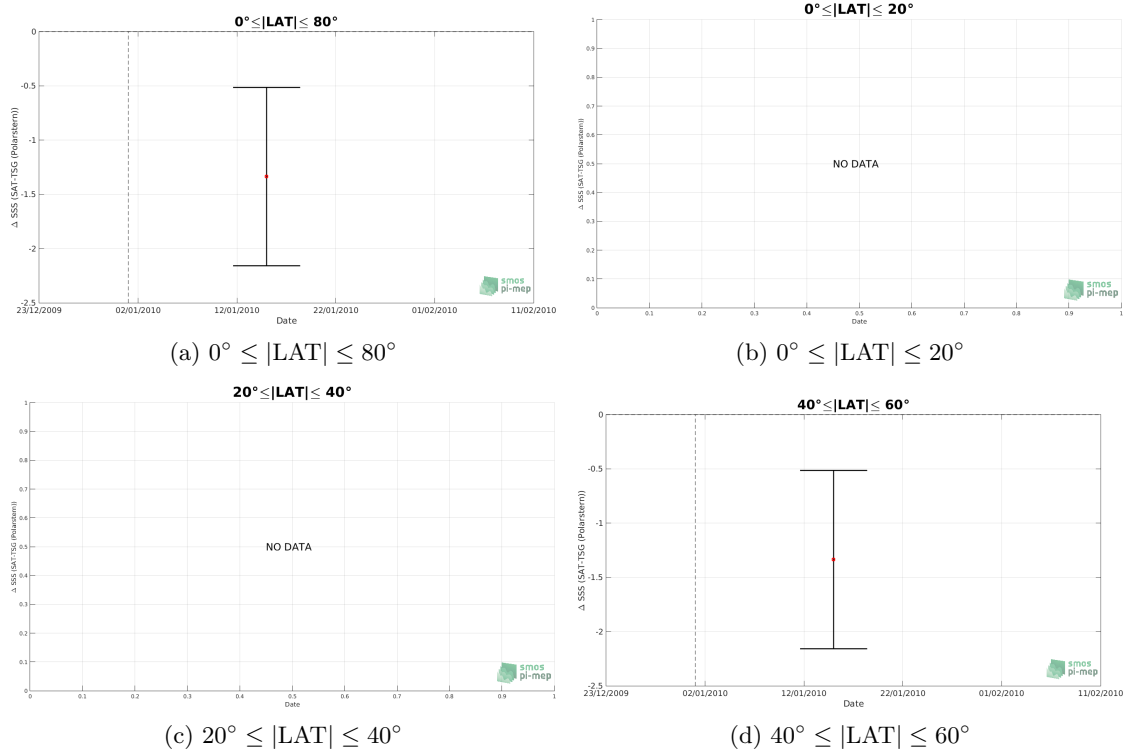 0°≤|LAT|≤ 80°
0
-0.5
-1
-1.5
-2
-2.5
Δ SSS (SAT-TSG (Polarstern))
23/12/2009 02/01/2010 12/01/2010 22/01/2010 01/02/2010 11/02/2010
Date
smos
pi-mep
(a) 0° ≤ |LAT| ≤ 80°
0°≤|LAT|≤ 20°
1
0.9
0.8
0.7
0.6
0.5
0.4
0.3
0.2
0.1
0
Δ SSS (SAT-TSG (Polarstern))
NO DATA
0 0.1 0.2 0.3 0.4 0.5 0.6 0.7 0.8 0.9 1
Date
smos
pi-mep
(b) 0° ≤ |LAT| ≤ 20°
20°≤|LAT|≤ 40°
1
0.9
0.8
0.7
0.6
0.5
0.4
0.3
0.2
0.1
0
Δ SSS (SAT-TSG (Polarstern))
NO DATA
0 0.1 0.2 0.3 0.4 0.5 0.6 0.7 0.8 0.9 1
Date
smos
pi-mep
(c) 20° ≤ |LAT| ≤ 40°
40°≤|LAT|≤ 60°
0
-0.5
-1
-1.5
-2
-2.5
Δ SSS (SAT-TSG (Polarstern))
23/12/2009 02/01/2010 12/01/2010 22/01/2010 01/02/2010 11/02/2010
Date
smos
pi-mep
(d) 40° ≤ |LAT| ≤ 60°